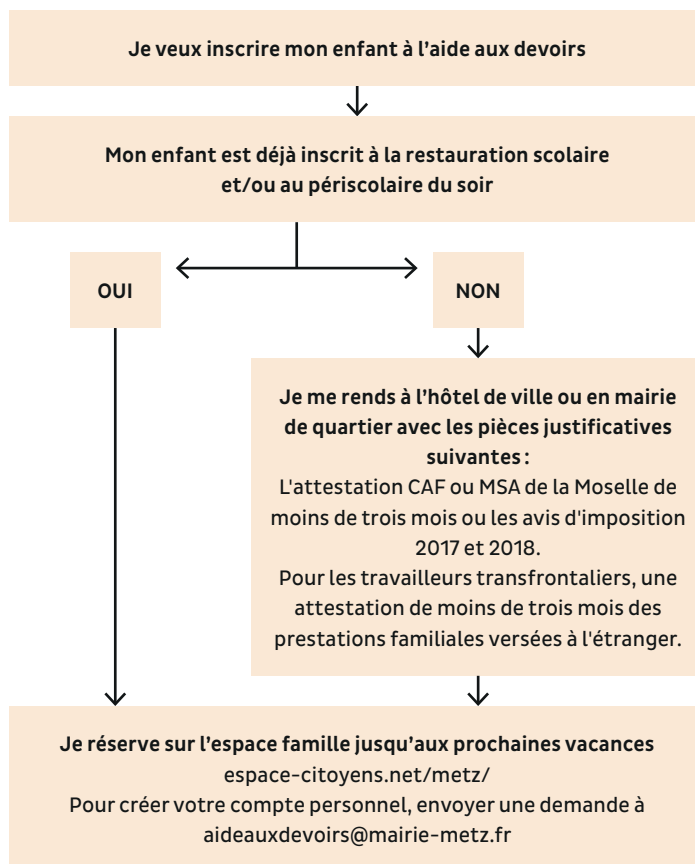 Je veux inscrire mon enfant à l’aide aux devoirs
Mon enfant est déjà inscrit à la restauration scolaire
et/ou au périscolaire du soir
OUI
NON
Je me rends à l’hôtel de ville ou en mairie
de quartier avec les pièces justificatives
suivantes :
L'attestation CAF ou MSA de la Moselle de
moins de trois mois ou les avis d'imposition
2017 et 2018.
Pour les travailleurs transfrontaliers, une
attestation de moins de trois mois des
prestations familiales versées à l'étranger.
Je réserve sur l’espace famille jusqu’aux prochaines vacances
espace-citoyens.net/metz/
Pour créer votre compte personnel, envoyer une demande à
aideauxdevoirs@mairie-metz.fr